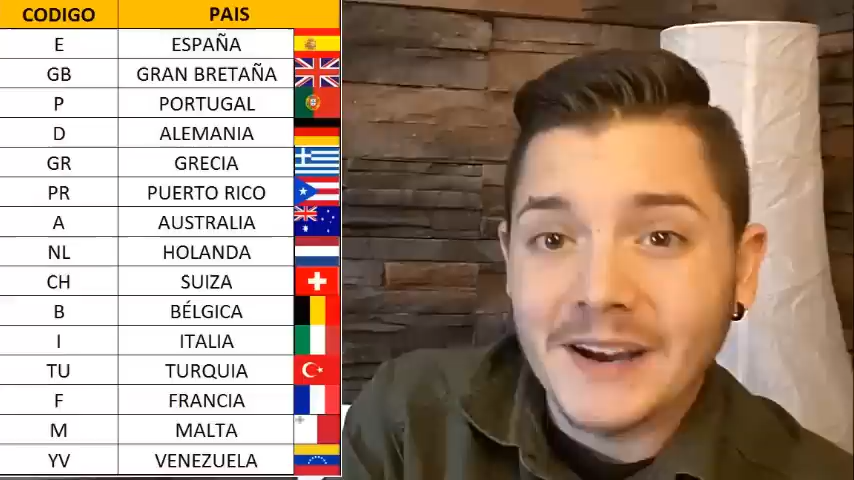 CODIGO PAIS
E ESPAÑA
GB GRAN BRETAÑA
P PORTUGAL
D ALEMANIA
GR GRECIA
PR PUERTO RICO
A AUSTRALIA
NL HOLANDA
CH SUIZA
B BÉLGICA
I ITALIA
TU TURQUIA
F FRANCIA
M MALTA
YV VENEZUELA